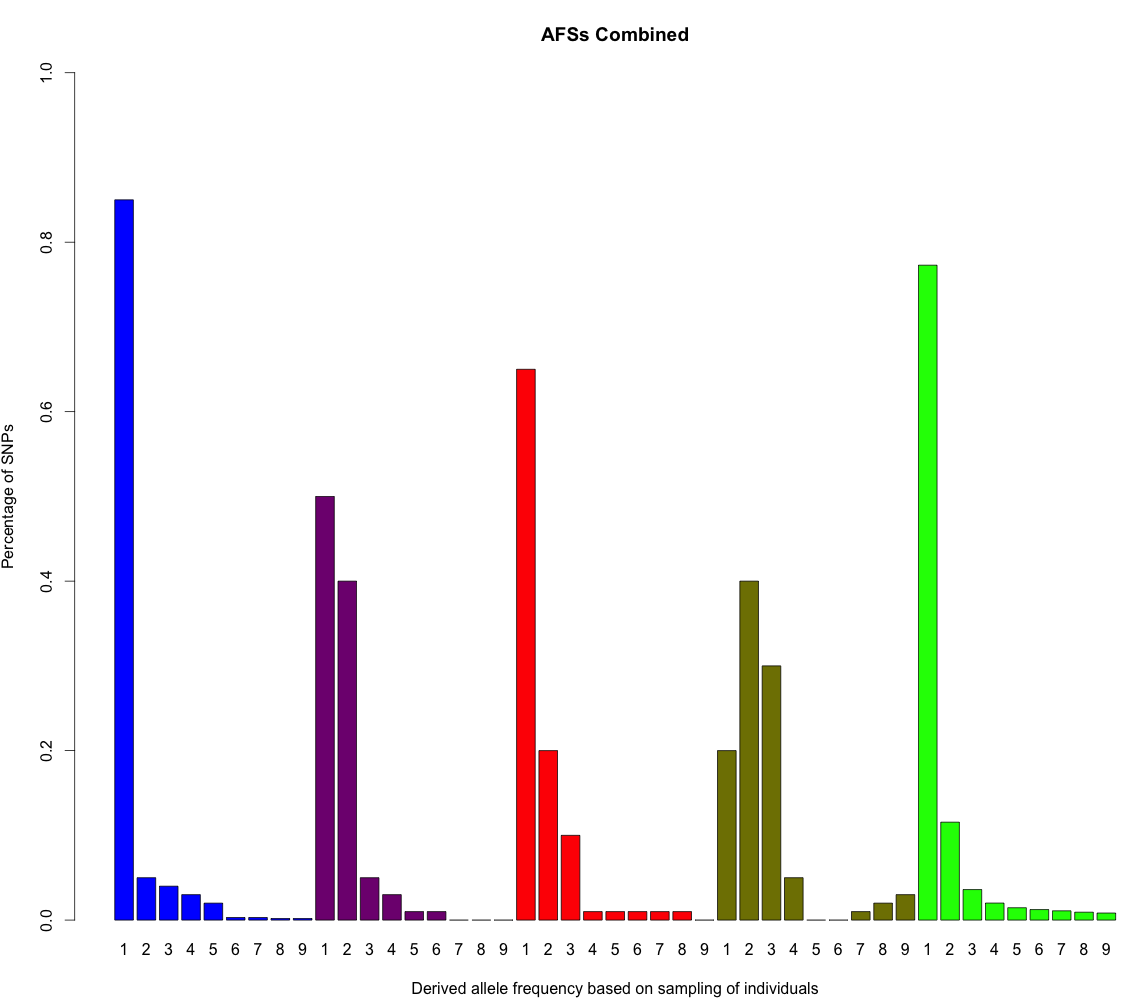 AFSs Combined
Percentage of SNPs
1.0
0.8
0.6
0.4
0.2
0.0
1 2 3 4 5 6 7 8 9 1 2 3 4 5 6 7 8 9 1 2 3 4 5 6 7 8 9 1 2 3 4 5 6 7 8 9 1 2 3 4 5 6 7 8 9
Derived allele frequency based on sampling of individuals